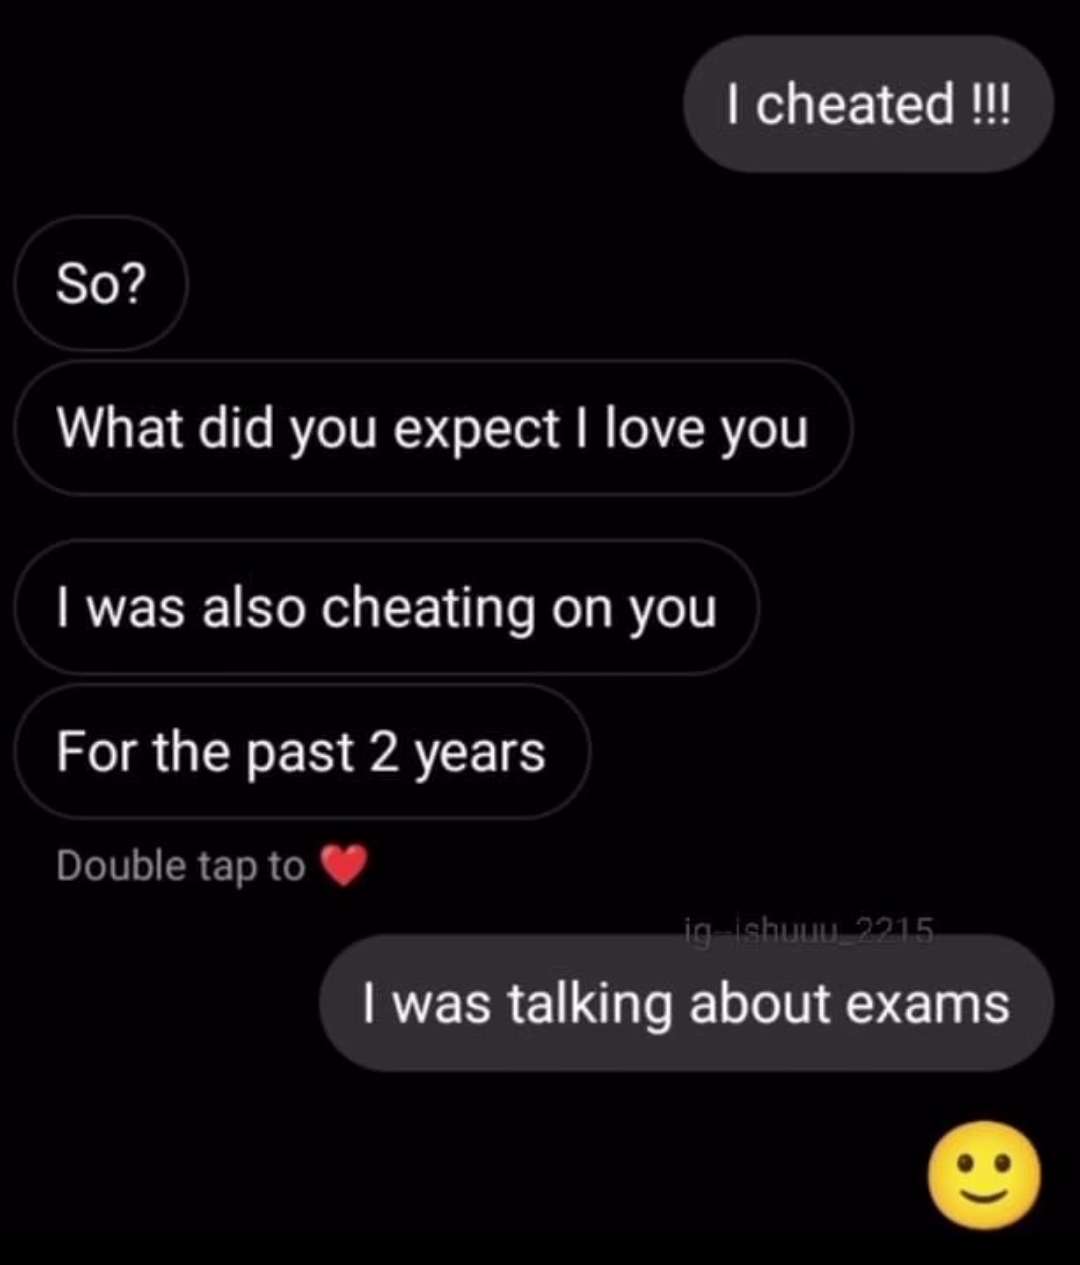 I cheated !!!
So?
What did you expect I love you
I was also cheating on you
For the past 2 years
Double tap to ❤️
ig--ishuuu_2215
I was talking about exams
🙂